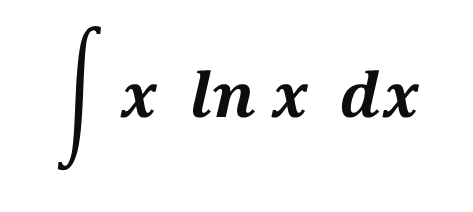 ∫ x ln x dx